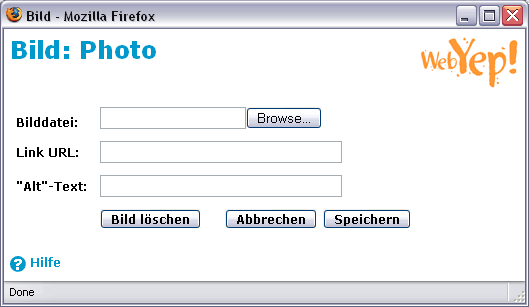 Bild - Mozilla Firefox
Bild: Photo
WebYep!
Bilddatei:
Browse...
Link URL:
"Alt"-Text:
Bild löschen
Abbrechen
Speichern
? Hilfe
Done